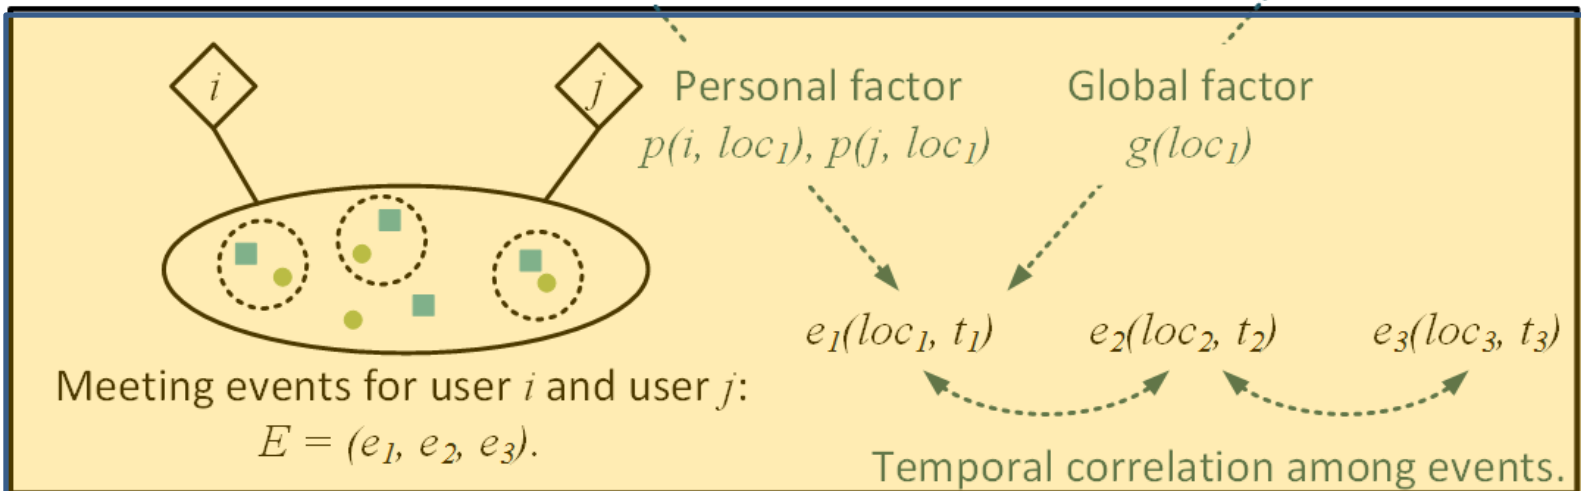 i
j
Personal factor
p(i, loc₁), p(j, loc₁)
Global factor
g(loc₁)
e₁(loc₁, t₁)
e₂(loc₂, t₂)
e₃(loc₃, t₃)
Meeting events for user i and user j:
E = (e₁, e₂, e₃).
Temporal correlation among events.